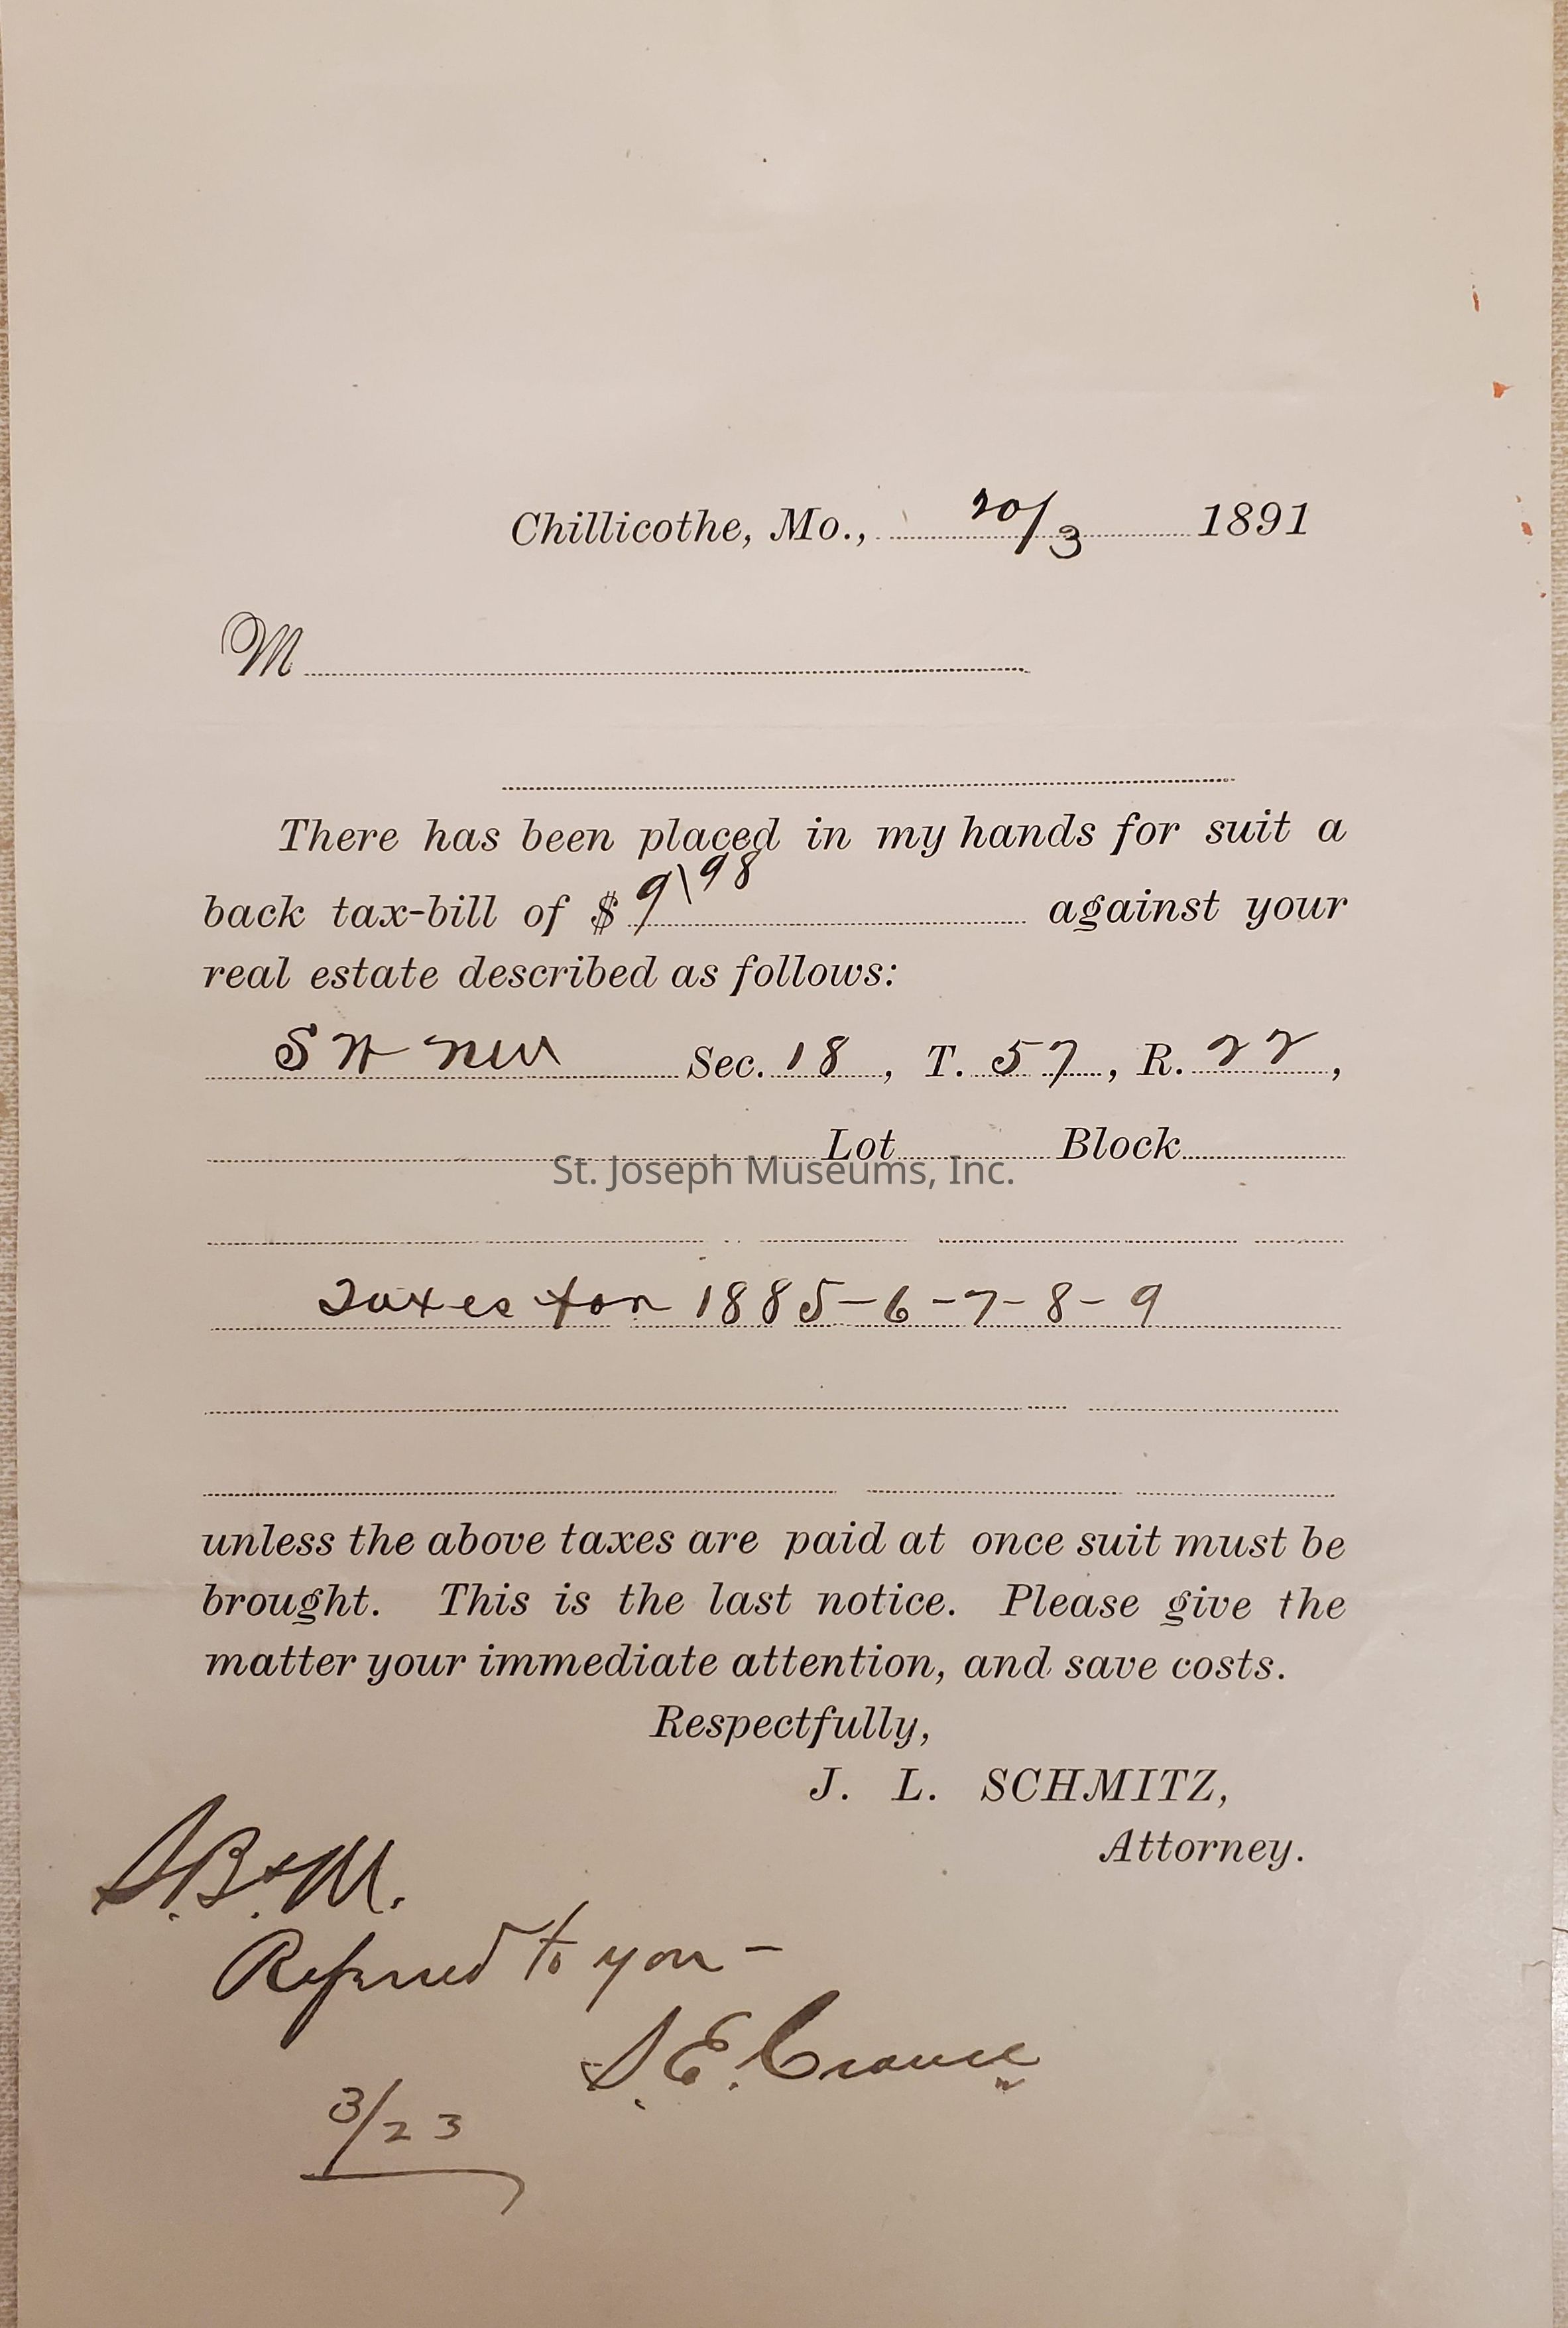 Chillicothe, Mo., 20/3 1891
M
There has been placed in my hands for suit a
back tax-bill of $ 9\98 against your
real estate described as follows:
S H NW Sec. 18, T. 57, R. 22,
Lot Block
St. Joseph Museums, Inc.
Taxes for 1885-6-7-8-9
unless the above taxes are paid at once suit must be
brought. This is the last notice. Please give the
matter your immediate attention, and save costs.
Respectfully,
J. L. SCHMITZ,
Attorney.
S.B. & M.
Referred to you -
S. E. Crance
3/23